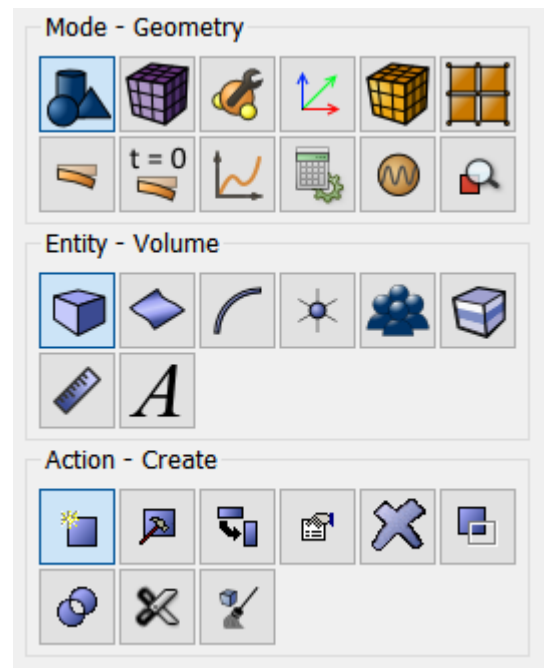 Mode - Geometry
t = 0
Entity - Volume
A
Action - Create